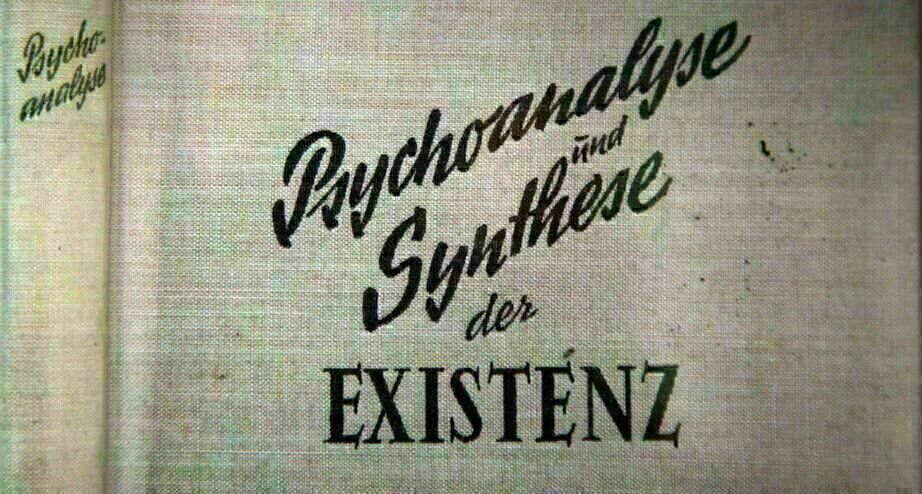 Psycho-
analyse
Psychoanalyse
und
Synthese
der
EXISTENZ